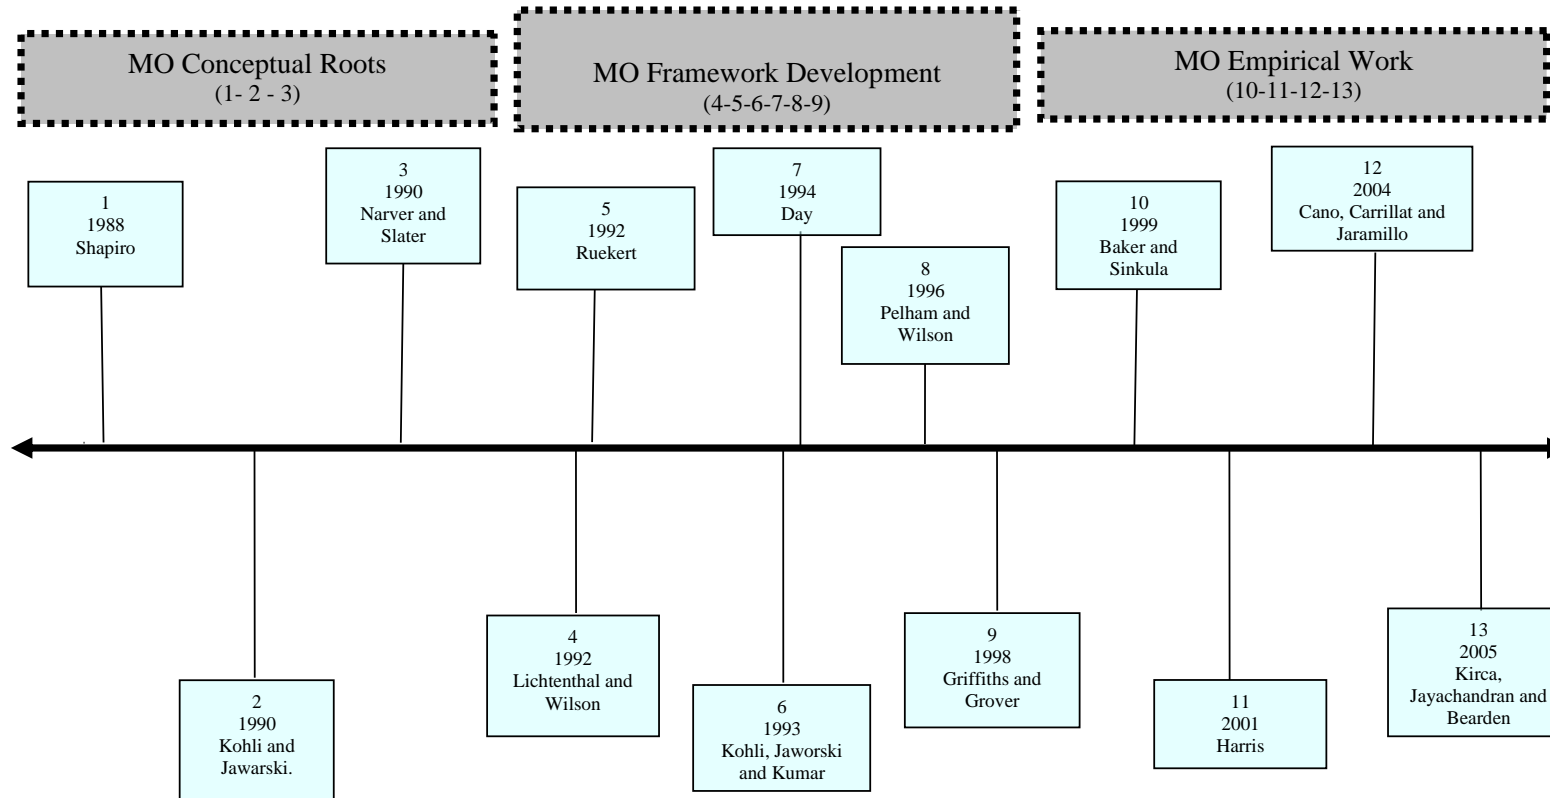 MO Conceptual Roots
(1- 2 - 3)
MO Framework Development
(4-5-6-7-8-9)
MO Empirical Work
(10-11-12-13)
1
1988
Shapiro
3
1990
Narver and
Slater
5
1992
Ruekert
7
1994
Day
8
1996
Pelham and
Wilson
10
1999
Baker and
Sinkula
12
2004
Cano, Carrillat and
Jaramillo
2
1990
Kohli and
Jawarski.
4
1992
Lichtenthal and
Wilson
6
1993
Kohli, Jaworski
and Kumar
9
1998
Griffiths and
Grover
11
2001
Harris
13
2005
Kirca,
Jayachandran and
Bearden